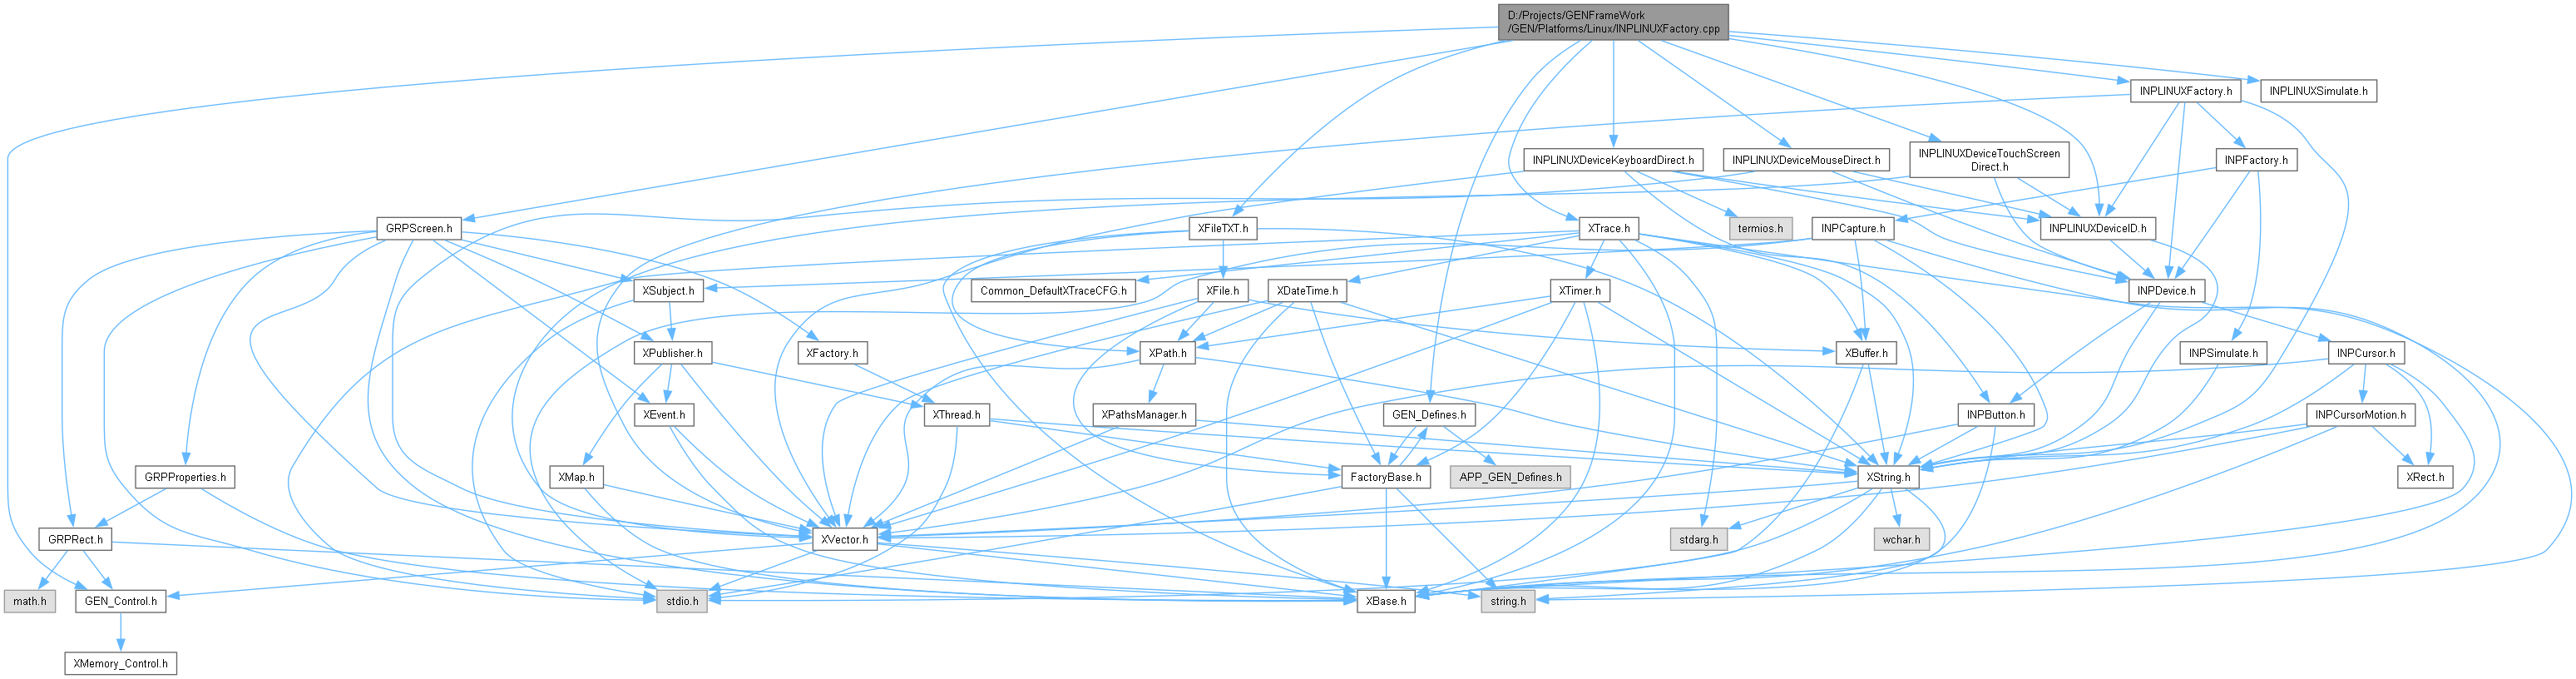 D:/Projects/GENFrameWork
/GEN/Platforms/Linux/INPLINUXFactory.cpp
INPLINUXFactory.h
INPLINUXSimulate.h
INPLINUXDeviceKeyboardDirect.h
INPLINUXDeviceMouseDirect.h
INPLINUXDeviceTouchScreen
Direct.h
INPFactory.h
GRPScreen.h
XFileTXT.h
XTrace.h
termios.h
INPCapture.h
INPLINUXDeviceID.h
XSubject.h
Common_DefaultXTraceCFG.h
XFile.h
XDateTime.h
XTimer.h
INPDevice.h
XPublisher.h
XFactory.h
XPath.h
XBuffer.h
INPSimulate.h
INPCursor.h
XEvent.h
XThread.h
XPathsManager.h
GEN_Defines.h
INPButton.h
INPCursorMotion.h
GRPProperties.h
XMap.h
FactoryBase.h
APP_GEN_Defines.h
XString.h
XRect.h
GRPRect.h
XVector.h
stdarg.h
wchar.h
math.h
GEN_Control.h
stdio.h
XBase.h
string.h
XMemory_Control.h